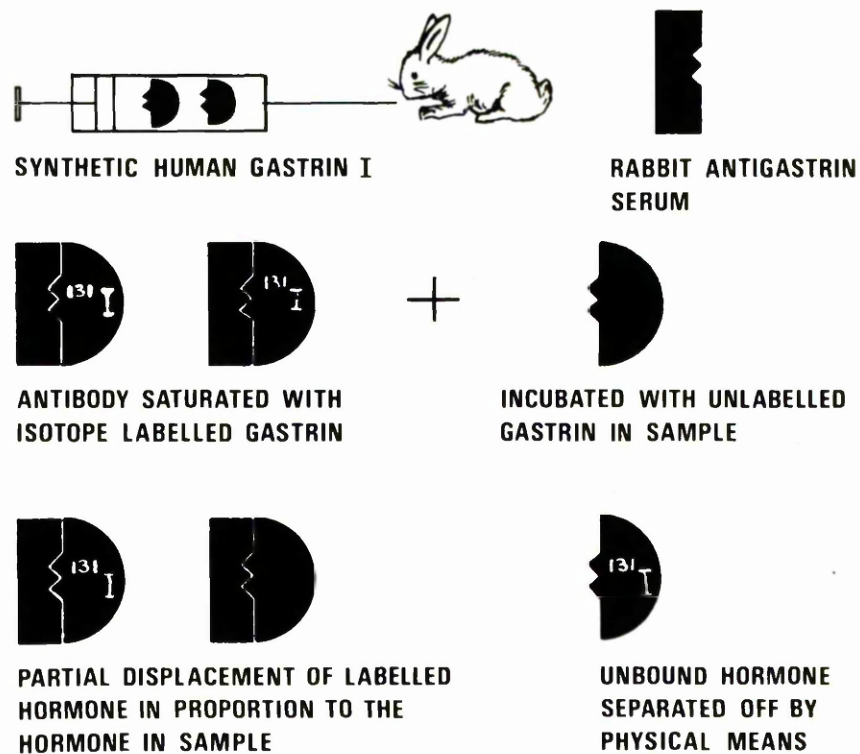 SYNTHETIC HUMAN GASTRIN I
RABBIT ANTIGASTRIN
SERUM
131 I
131 I
ANTIBODY SATURATED WITH
ISOTOPE LABELLED GASTRIN
+
INCUBATED WITH UNLABELLED
GASTRIN IN SAMPLE
131 I
PARTIAL DISPLACEMENT OF LABELLED
HORMONE IN PROPORTION TO THE
HORMONE IN SAMPLE
131 I
UNBOUND HORMONE
SEPARATED OFF BY
PHYSICAL MEANS